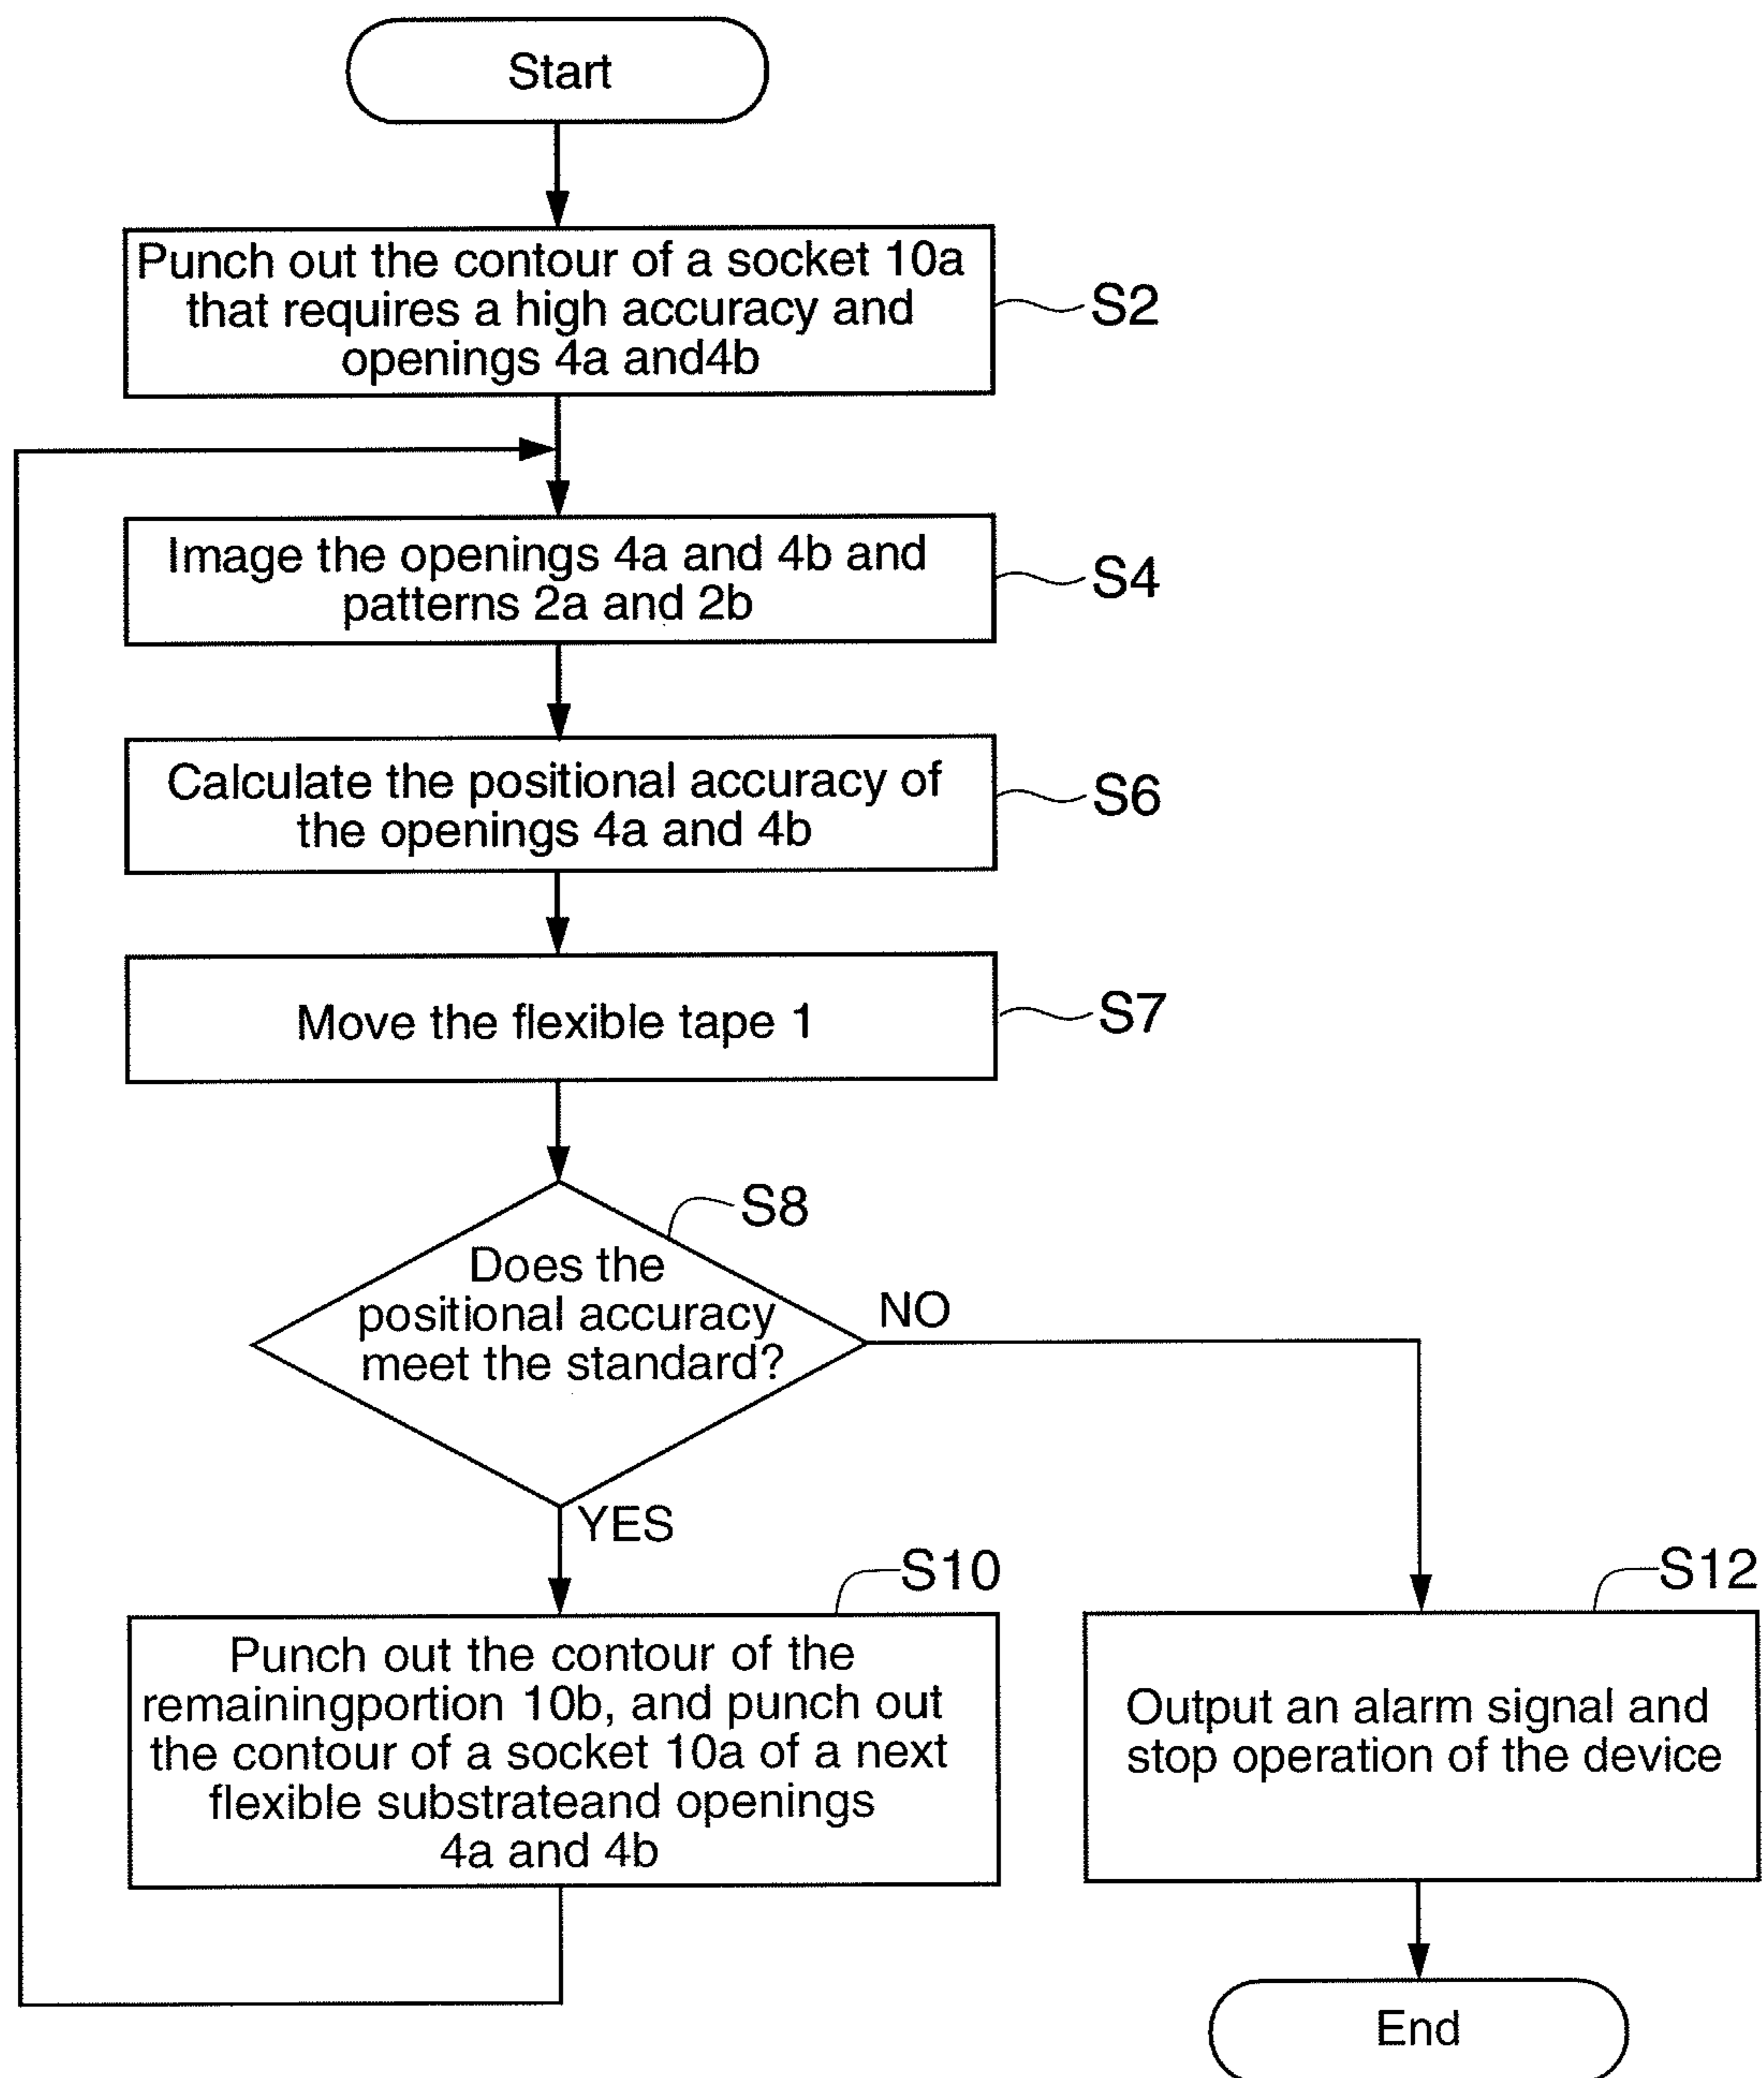 Start
Punch out the contour of a socket 10a
that requires a high accuracy and
openings 4a and4b
S2
Image the openings 4a and 4b and
patterns 2a and 2b
S4
Calculate the positional accuracy of
the openings 4a and 4b
S6
Move the flexible tape 1
S7
S8
Does the
positional accuracy
meet the standard?
NO
YES
S10
Punch out the contour of the
remainingportion 10b, and punch out
the contour of a socket 10a of a next
flexible substrateand openings
4a and 4b
S12
Output an alarm signal and
stop operation of the device
End